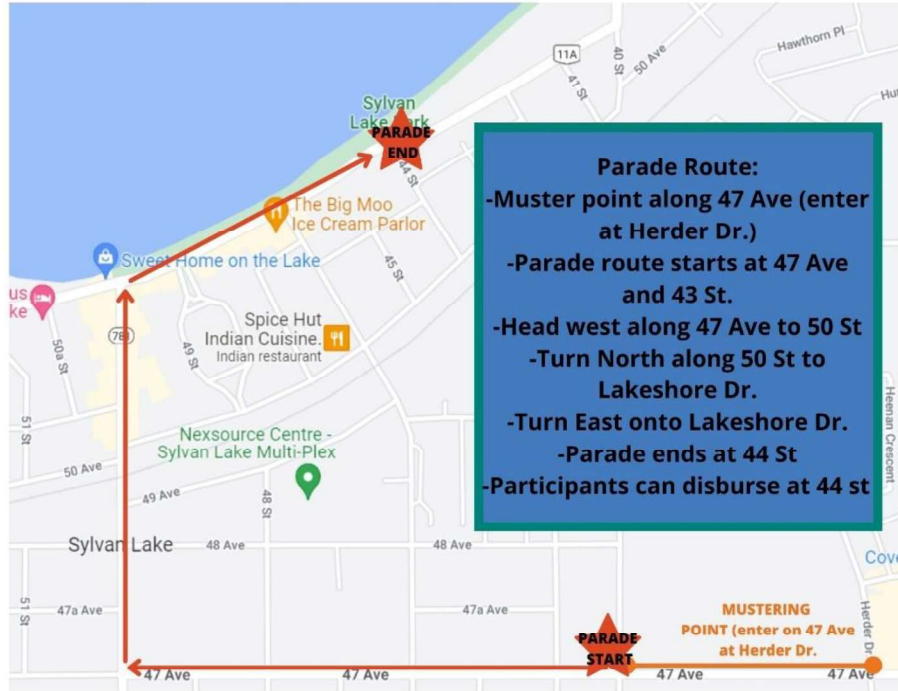 11A
40 St
50 Ave
Hawthorn Pl
41 St
Sylvan
Lake Park
PARADE
END
44 St
The Big Moo
Ice Cream Parlor
Sweet Home on the Lake
45 St
us
ke
781
50a St
49 St
Spice Hut
Indian Cuisine.
Indian restaurant
51 St
Nexsource Centre -
Sylvan Lake Multi-Plex
50 Ave
49 Ave
48 St
Sylvan Lake
48 Ave
48 Ave
51 St
47a Ave
47a Ave
47 Ave
47 Ave
47 Ave
47 Ave
PARADE
START
MUSTERING
POINT (enter on 47 Ave
at Herder Dr.
Herder Dr
Cove
Heenan Crescent
Hu
Parade Route:
-Muster point along 47 Ave (enter
at Herder Dr.)
-Parade route starts at 47 Ave
and 43 St.
-Head west along 47 Ave to 50 St
-Turn North along 50 St to
Lakeshore Dr.
-Turn East onto Lakeshore Dr.
-Parade ends at 44 St
-Participants can disburse at 44 st